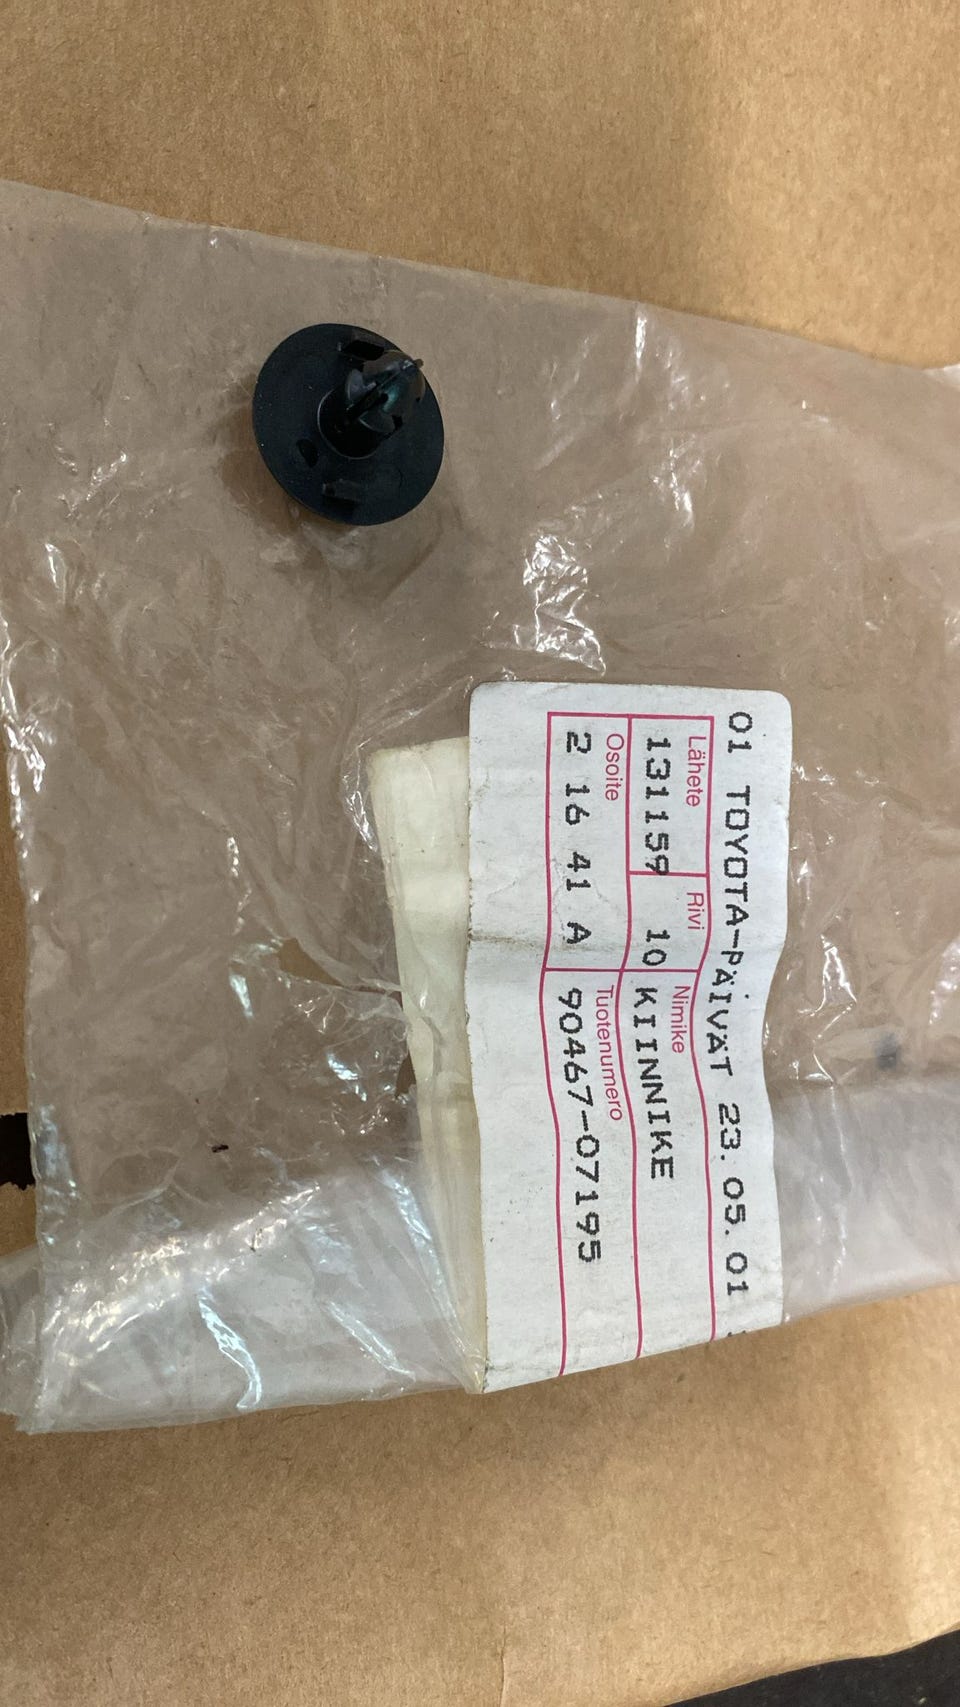 01 TOYOTA-PÄIVÄT 23.05.01
Lähete Rivi Nimike
131159 10 KIINNIKE
Osoite Tuotenumero
2 16 41 A 90467-07195